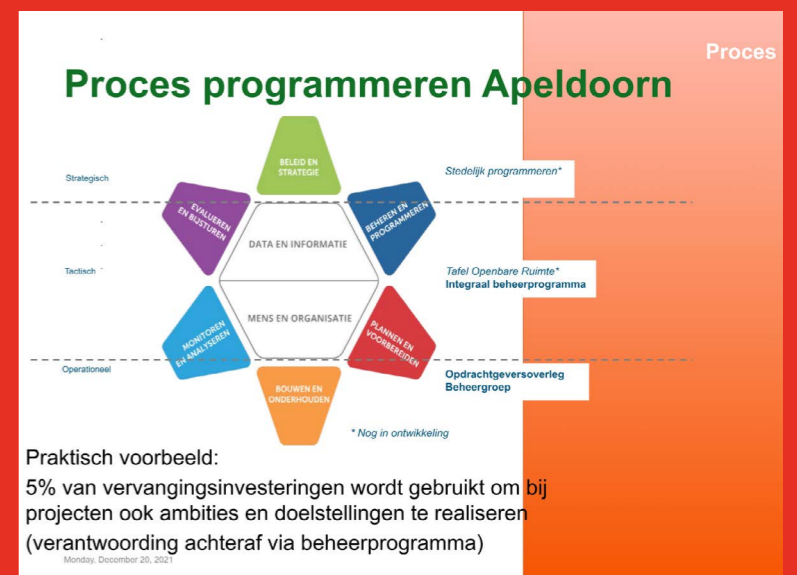 Proces
Proces programmeren Apeldoorn
BELEID EN
STRATEGIE
Strategisch
Stedelijk programmeren*
EVALUEREN
EN BIJSTUREN
BEHEREN EN
PROGRAMMEREN
DATA EN INFORMATIE
Tactisch
Tafel Openbare Ruimte*
Integraal beheerprogramma
MENS EN ORGANISATIE
MONITOREN
EN ANALYSEREN
PLANNEN EN
VOORBEREIDEN
Operationeel
Opdrachtgeversoverleg
Beheergroep
BOUWEN EN
ONDERHOUDEN
* Nog in ontwikkeling
Praktisch voorbeeld:
5% van vervangingsinvesteringen wordt gebruikt om bij
projecten ook ambities en doelstellingen te realiseren
(verantwoording achteraf via beheerprogramma)
Monday, December 20, 2021